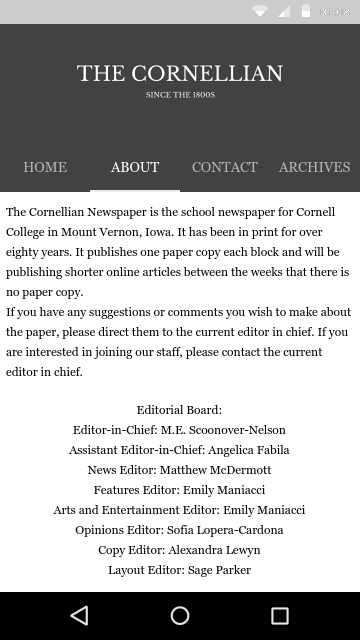 THE CORNELLIAN
SINCE THE 1800S
HOME ABOUT CONTACT ARCHIVES
The Cornellian Newspaper is the school newspaper for Cornell
College in Mount Vernon, Iowa. It has been in print for over
eighty years. It publishes one paper copy each block and will be
publishing shorter online articles between the weeks that there is
no paper copy.
If you have any suggestions or comments you wish to make about
the paper, please direct them to the current editor in chief. If you
are interested in joining our staff, please contact the current
editor in chief.
Editorial Board:
Editor-in-Chief: M.E. Scoonover-Nelson
Assistant Editor-in-Chief: Angelica Fabila
News Editor: Matthew McDermott
Features Editor: Emily Maniacci
Arts and Entertainment Editor: Emily Maniacci
Opinions Editor: Sofia Lopera-Cardona
Copy Editor: Alexandra Lewyn
Layout Editor: Sage Parker